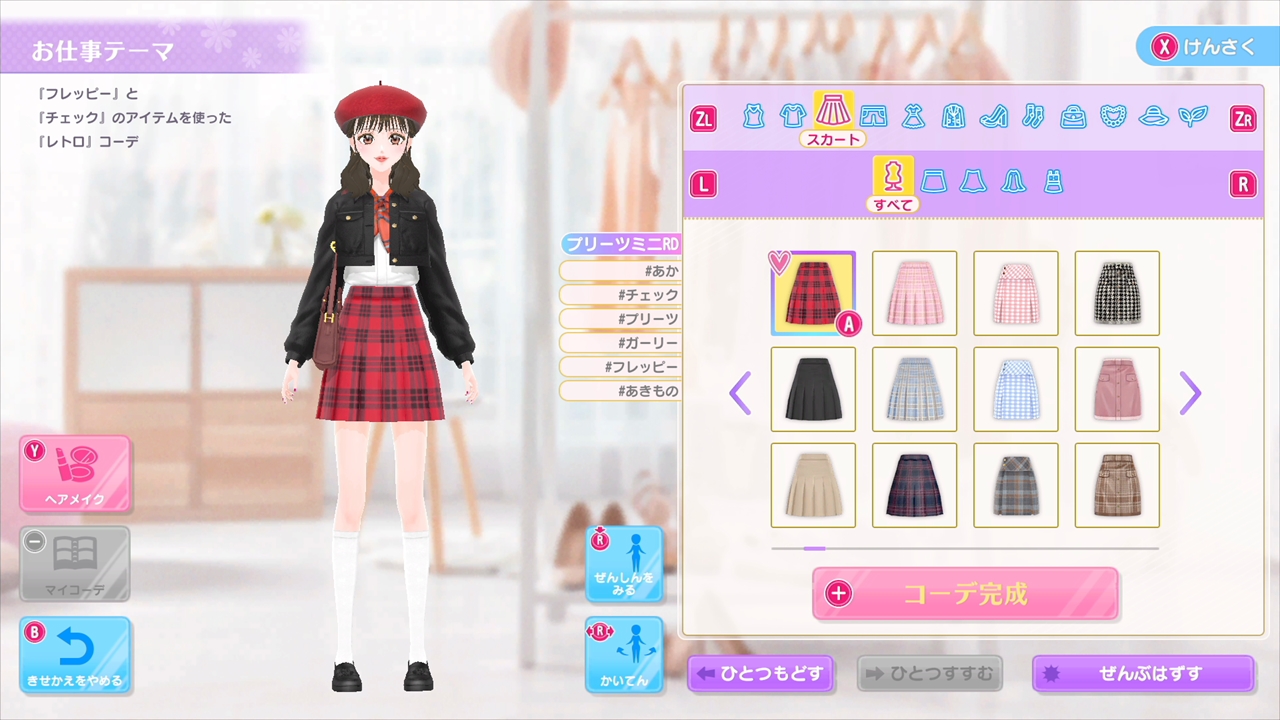 お仕事テーマ
『フレッピー』と
『チェック』のアイテムを使った
『レトロ』コーデ
X けんさく
ZL
ZR
スカート
L
R
すべて
プリーツミニRD
#あか
#チェック
#プリーツ
#ガーリー
#フレッピー
#あきもの
A
Y
ヘアメイク
マイコーデ
B
きせかえをやめる
R
ぜんしんを
みる
R
かいてん
+ コーデ完成
ひとつもどす
ひとつすすむ
ぜんぶはずす